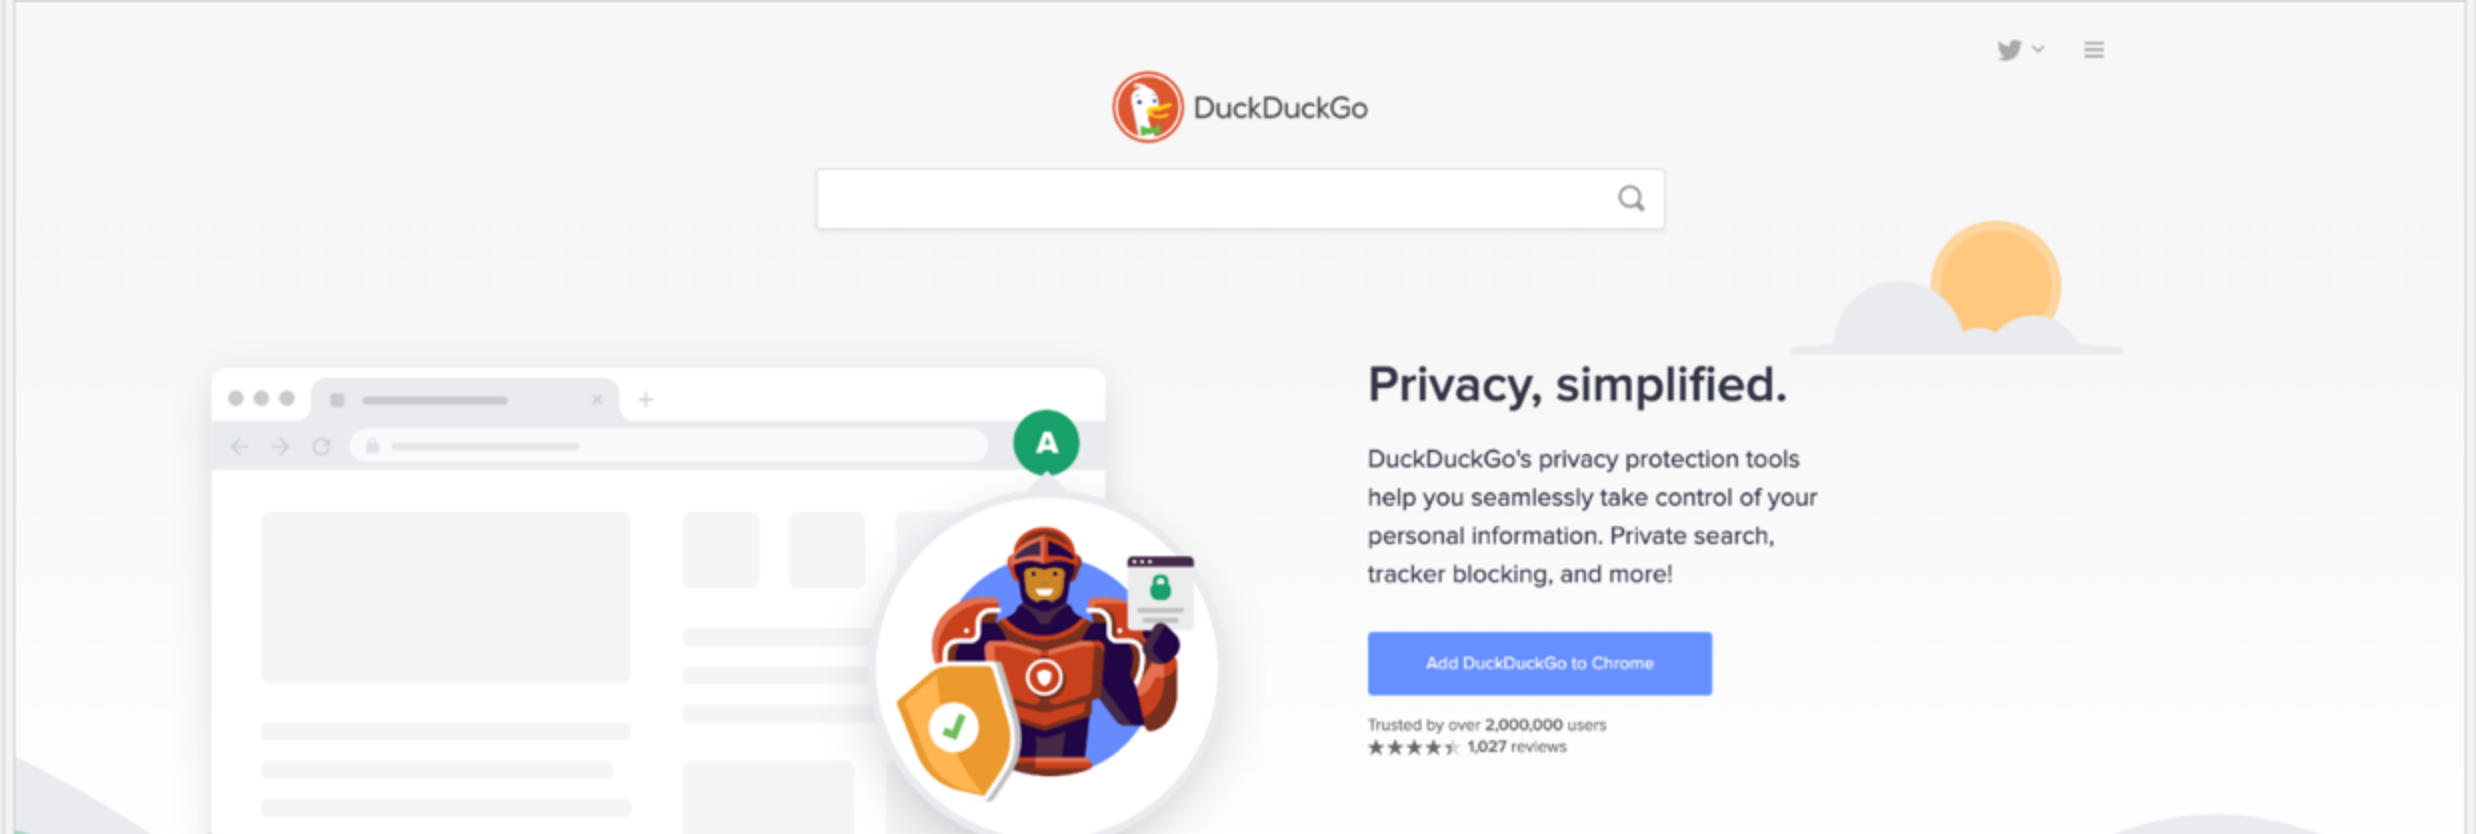 DuckDuckGo
A
Privacy, simplified.
DuckDuckGo's privacy protection tools
help you seamlessly take control of your
personal information. Private search,
tracker blocking, and more!
Add DuckDuckGo to Chrome
Trusted by over 2,000,000 users
1,027 reviews